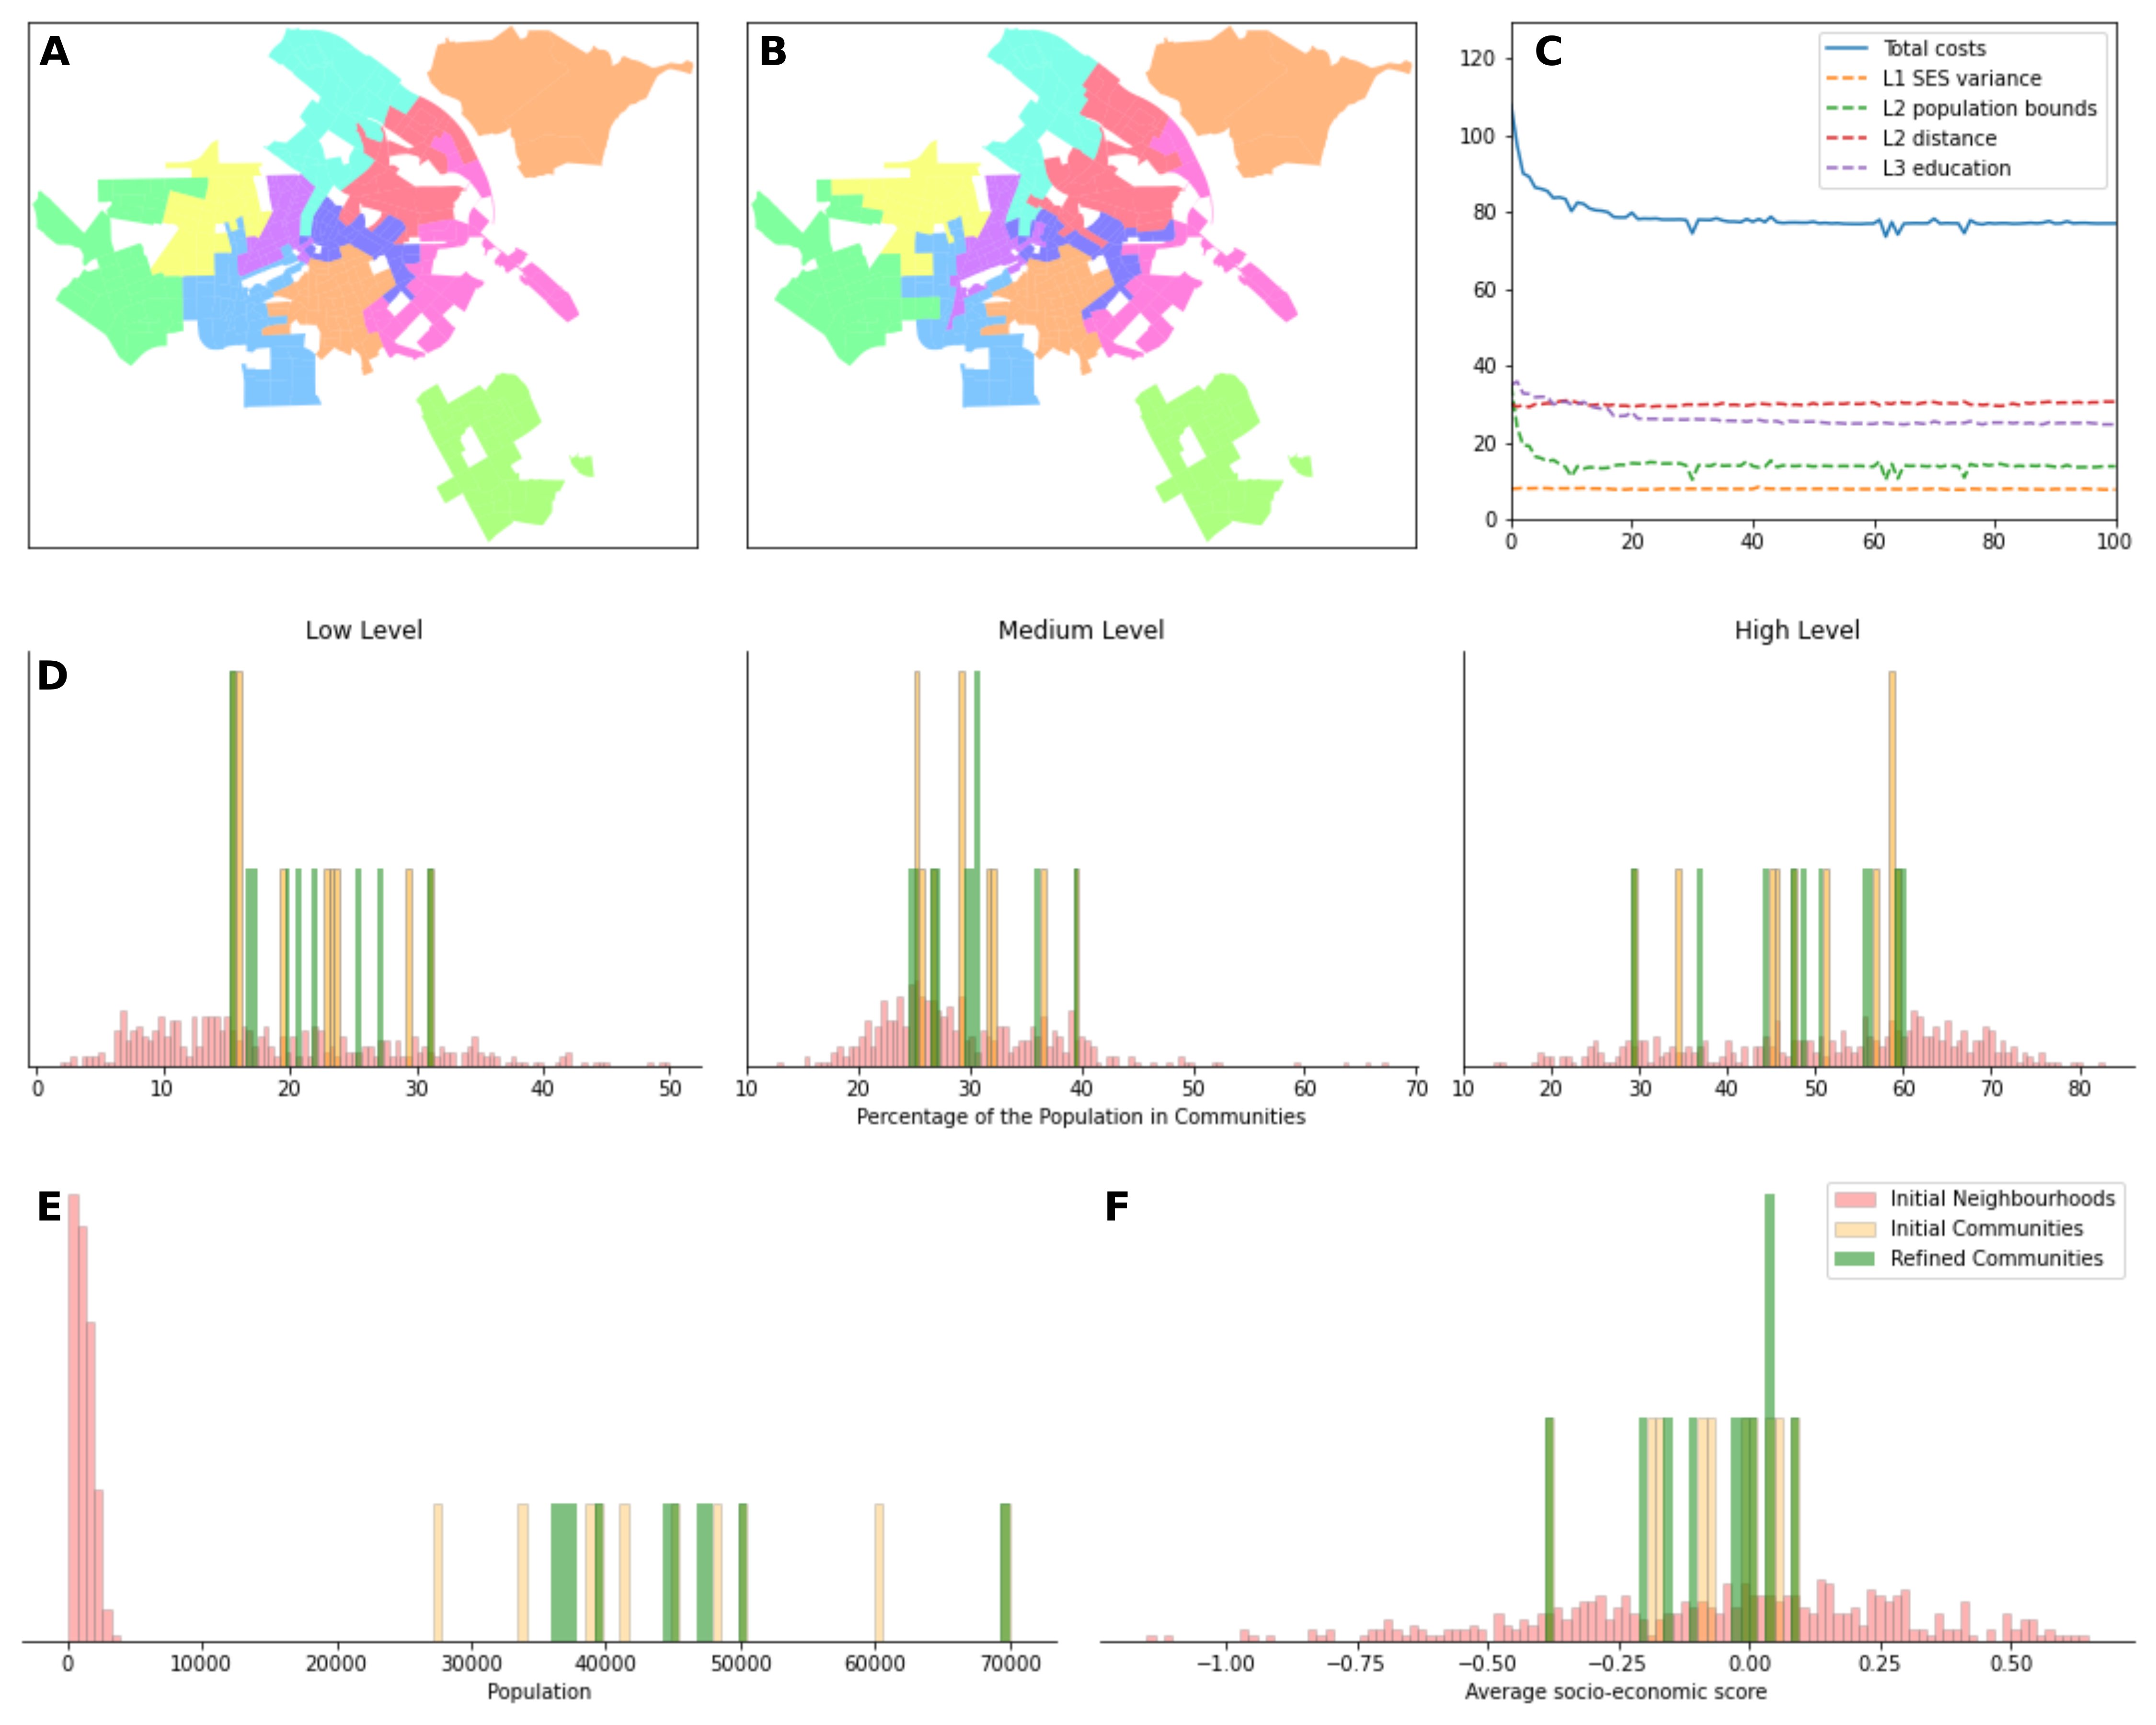 A
B
C
120
100
80
60
40
20
0
0 20 40 60 80 100
Total costs
L1 SES variance
L2 population bounds
L2 distance
L3 education
Low Level
Medium Level
High Level
D
0 10 20 30 40 50
10 20 30 40 50 60 70
10 20 30 40 50 60 70 80
Percentage of the Population in Communities
E
0 10000 20000 30000 40000 50000 60000 70000
Population
F
Initial Neighbourhoods
Initial Communities
Refined Communities
−1.00 −0.75 −0.50 −0.25 0.00 0.25 0.50
Average socio-economic score